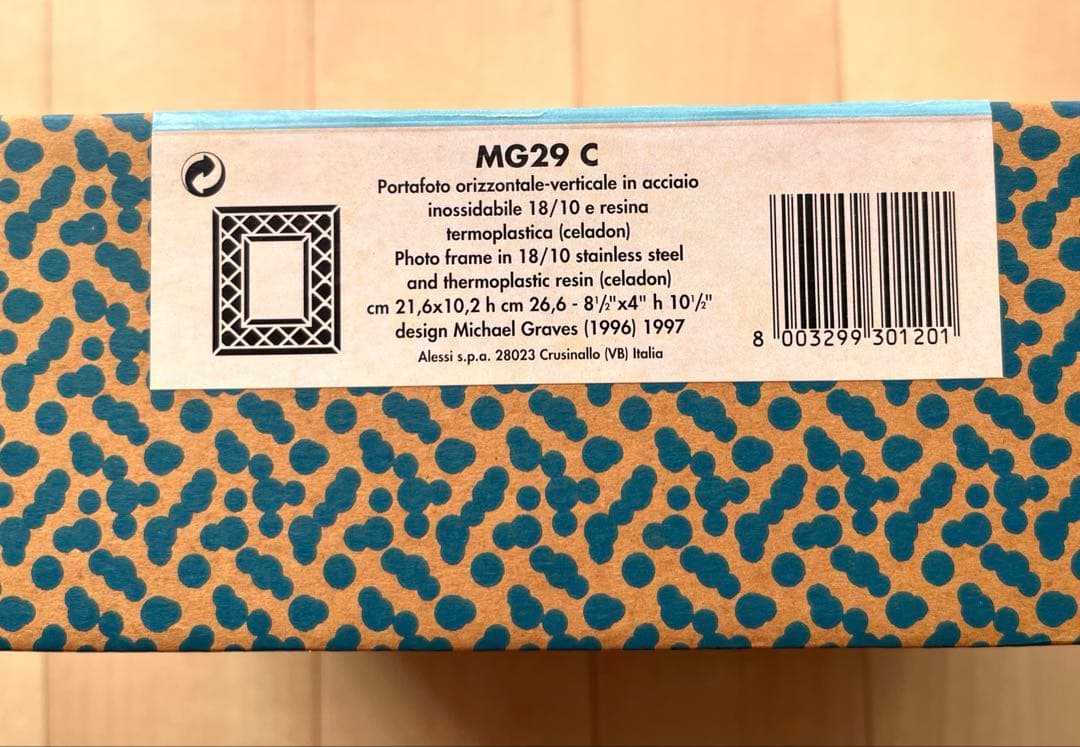 MG29 C
Portafoto orizzontale-verticale in acciaio
inossidabile 18/10 e resina
termoplastica (celadon)
Photo frame in 18/10 stainless steel
and thermoplastic resin (celadon)
cm 21,6x10,2 h cm 26,6 - 8½"x4" h 10½"
design Michael Graves (1996) 1997
Alessi s.p.a. 28023 Crusinallo (VB) Italia
8 003299 301201